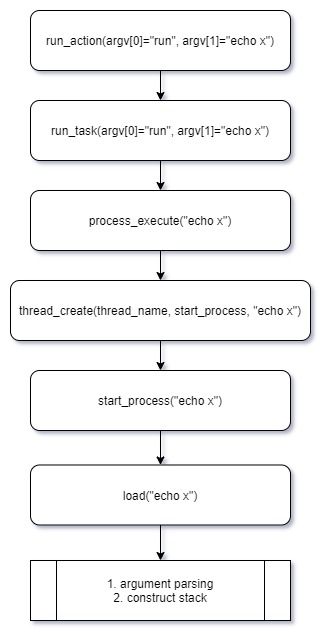 run_action(argv[0]="run", argv[1]="echo x")
run_task(argv[0]="run", argv[1]="echo x")
process_execute("echo x")
thread_create(thread_name, start_process, "echo x")
start_process("echo x")
load("echo x")
1. argument parsing
2. construct stack